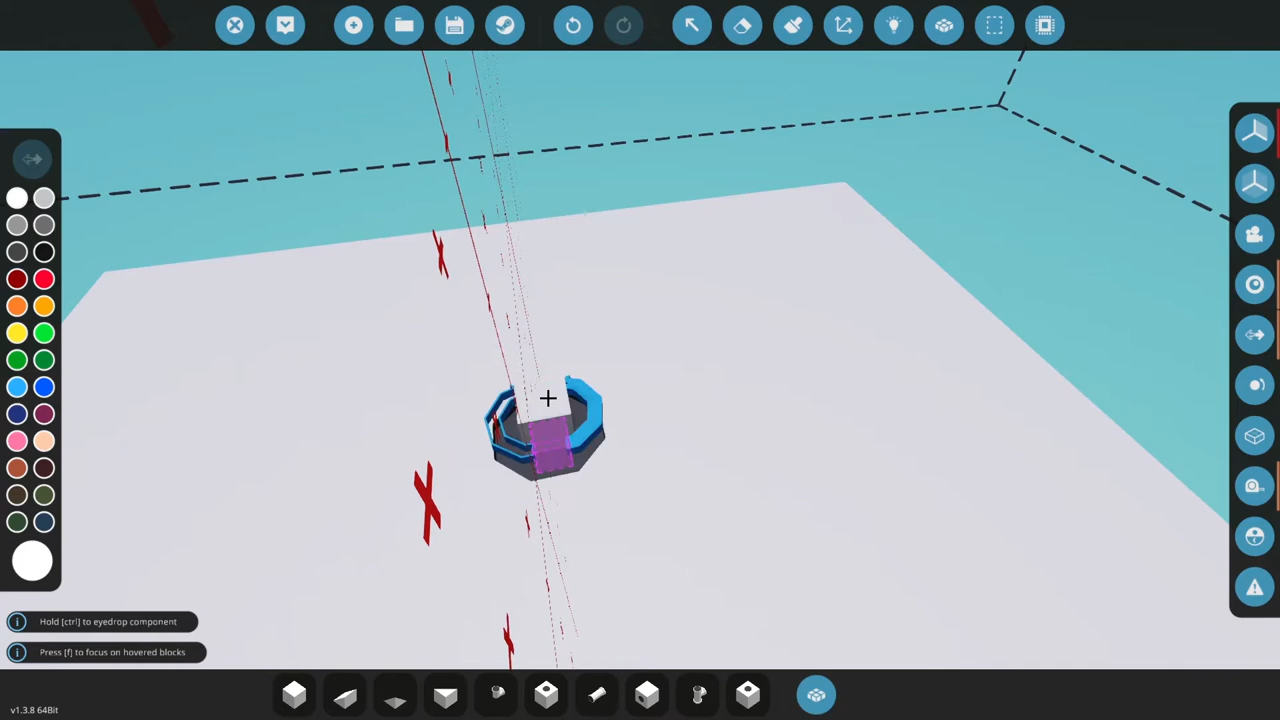 Hold [ctrl] to eyedrop component
Press [f] to focus on hovered blocks
v1.3.8 64Bit